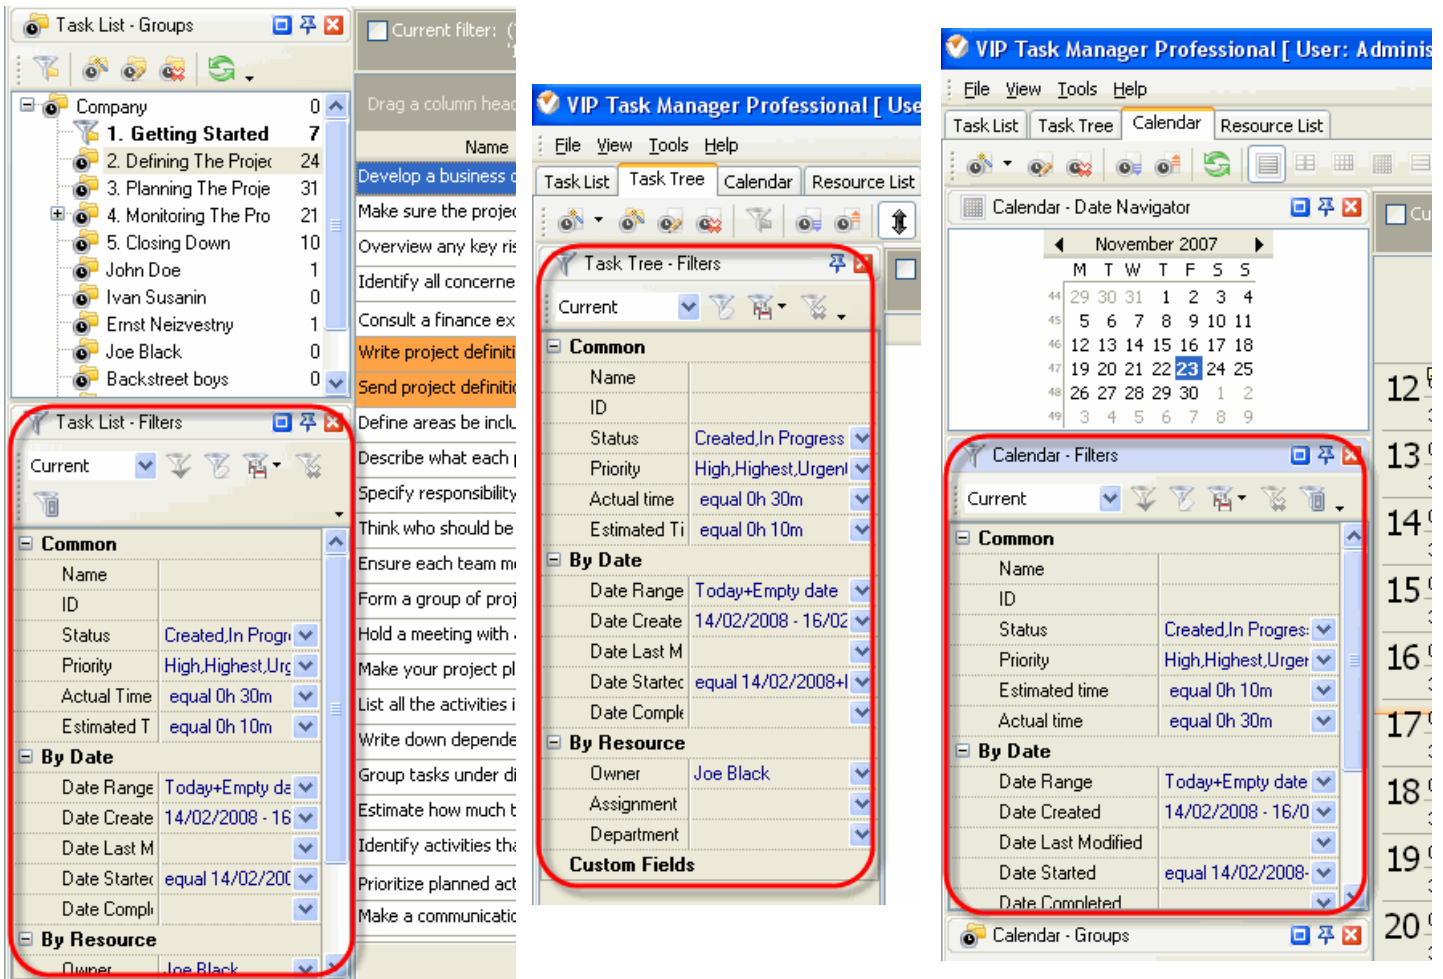 Task List - Groups
Current filter: (
Company 0
1. Getting Started 7
2. Defining The Projec 24
3. Planning The Proje 31
4. Monitoring The Pro 21
5. Closing Down 10
John Doe 1
Ivan Susanin 0
Ernst Neizvestny 1
Joe Black 0
Backstreet boys 0
Drag a column head
Name
Develop a business
Make sure the projec
Overview any key ris
Identify all concerne
Consult a finance ex
Write project definiti
Send project definitio
Define areas be inclu
Describe what each
Specify responsibility
Think who should be
Ensure each team me
Form a group of proj
Hold a meeting with
Make your project pl
List all the activities i
Write down depende
Group tasks under di
Estimate how much t
Identify activities tha
Prioritize planned act
Make a communicatio
Task List - Filters
Current
Common
Name
ID
Status Created,In Progr
Priority High,Highest,Urg
Actual Time equal 0h 30m
Estimated T equal 0h 10m
By Date
Date Range Today+Empty da
Date Create 14/02/2008 - 16
Date Last M
Date Startec equal 14/02/200
Date Compl
By Resource
Owner Joe Black
VIP Task Manager Professional [ Use
File View Tools Help
Task List Task Tree Calendar Resource List
Task Tree - Filters
Current
Common
Name
ID
Status Created,In Progress
Priority High,Highest,Urgent
Actual time equal 0h 30m
Estimated Ti equal 0h 10m
By Date
Date Range Today+Empty date
Date Create 14/02/2008 - 16/02
Date Last M
Date Startec equal 14/02/2008+
Date Comple
By Resource
Owner Joe Black
Assignment
Department
Custom Fields
VIP Task Manager Professional [ User: Adminis
File View Tools Help
Task List Task Tree Calendar Resource List
Calendar - Date Navigator
Cu
November 2007
M T W T F S S
44 29 30 31 1 2 3 4
45 5 6 7 8 9 10 11
46 12 13 14 15 16 17 18
47 19 20 21 22 23 24 25
48 26 27 28 29 30 1 2
49 3 4 5 6 7 8 9
Calendar - Filters
Current
Common
Name
ID
Status Created,In Progres
Priority High,Highest,Urger
Estimated time equal 0h 10m
Actual time equal 0h 30m
By Date
Date Range Today+Empty date
Date Created 14/02/2008 - 16/0
Date Last Modified
Date Started equal 14/02/2008-
Date Completed
Calendar - Groups
12
13
14
15
16
17
18
19
20